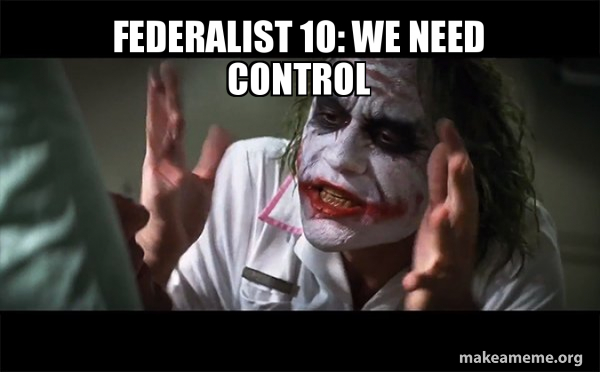 FEDERALIST 10: WE NEED
CONTROL
makeameme.org